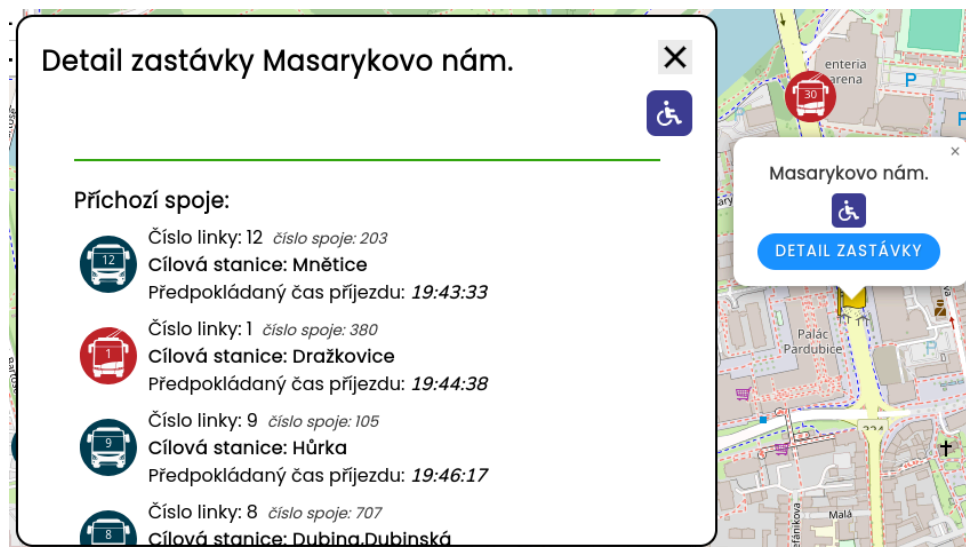 Detail zastávky Masarykovo nám.
Příchozí spoje:
12
Číslo linky: 12 číslo spoje: 203
Cílová stanice: Mnětice
Předpokládaný čas příjezdu: 19:43:33
1
Číslo linky: 1 číslo spoje: 380
Cílová stanice: Dražkovice
Předpokládaný čas příjezdu: 19:44:38
9
Číslo linky: 9 číslo spoje: 105
Cílová stanice: Hůrka
Předpokládaný čas příjezdu: 19:46:17
8
Číslo linky: 8 číslo spoje: 707
Cílová stanice: Dubina,Dubinská
enteria
arena
P
30
P
×
Masarykovo nám.
DETAIL ZASTÁVKY
Palác
Pardubice
P
324
Malá